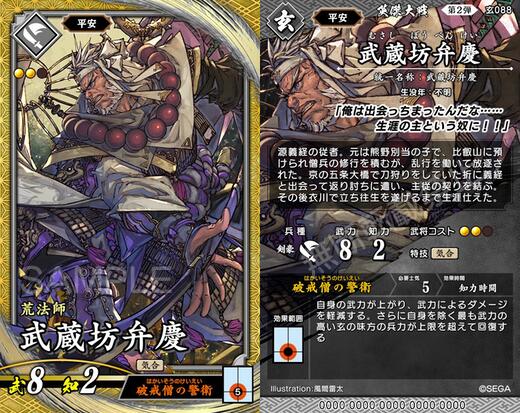 平安
SAMPLE
荒法師
武蔵坊弁慶
気合
武8 知2
はかいそうのけいえい
破戒僧の警衛
5
玄
平安
英傑大戦
第2弾
玄088
むさし ぼう べん けい
武蔵坊弁慶
統一名称：武蔵坊弁慶
生没年：不明
「俺は出会っちまったんだな……
生涯の主という奴に！！」
源義経の従者。元は熊野別当の子で、比叡山に預
けられ僧兵の修行を積むが、乱行を働いて放逐さ
れた。京の五条大橋で刀狩りをしていた折に義経
と出会って返り討ちに遭い、主従の契りを結ぶ。
その後衣川で立ち往生を遂げるまで生涯仕えた。
兵種 武力 知力 武将コスト
剣豪 8 2 特技 気合
はかいそうのけいえい
破戒僧の警衛
必要士気
5
効果時間
知力時間
効果範囲
自身の武力が上がり、武力によるダメージ
を軽減する。さらに自身を除く最も武力の
高い玄の味方の兵力が上限を超えて回復す
る
Illustration:風間雷太
©SEGA
0000-0000-0000-0000-0000